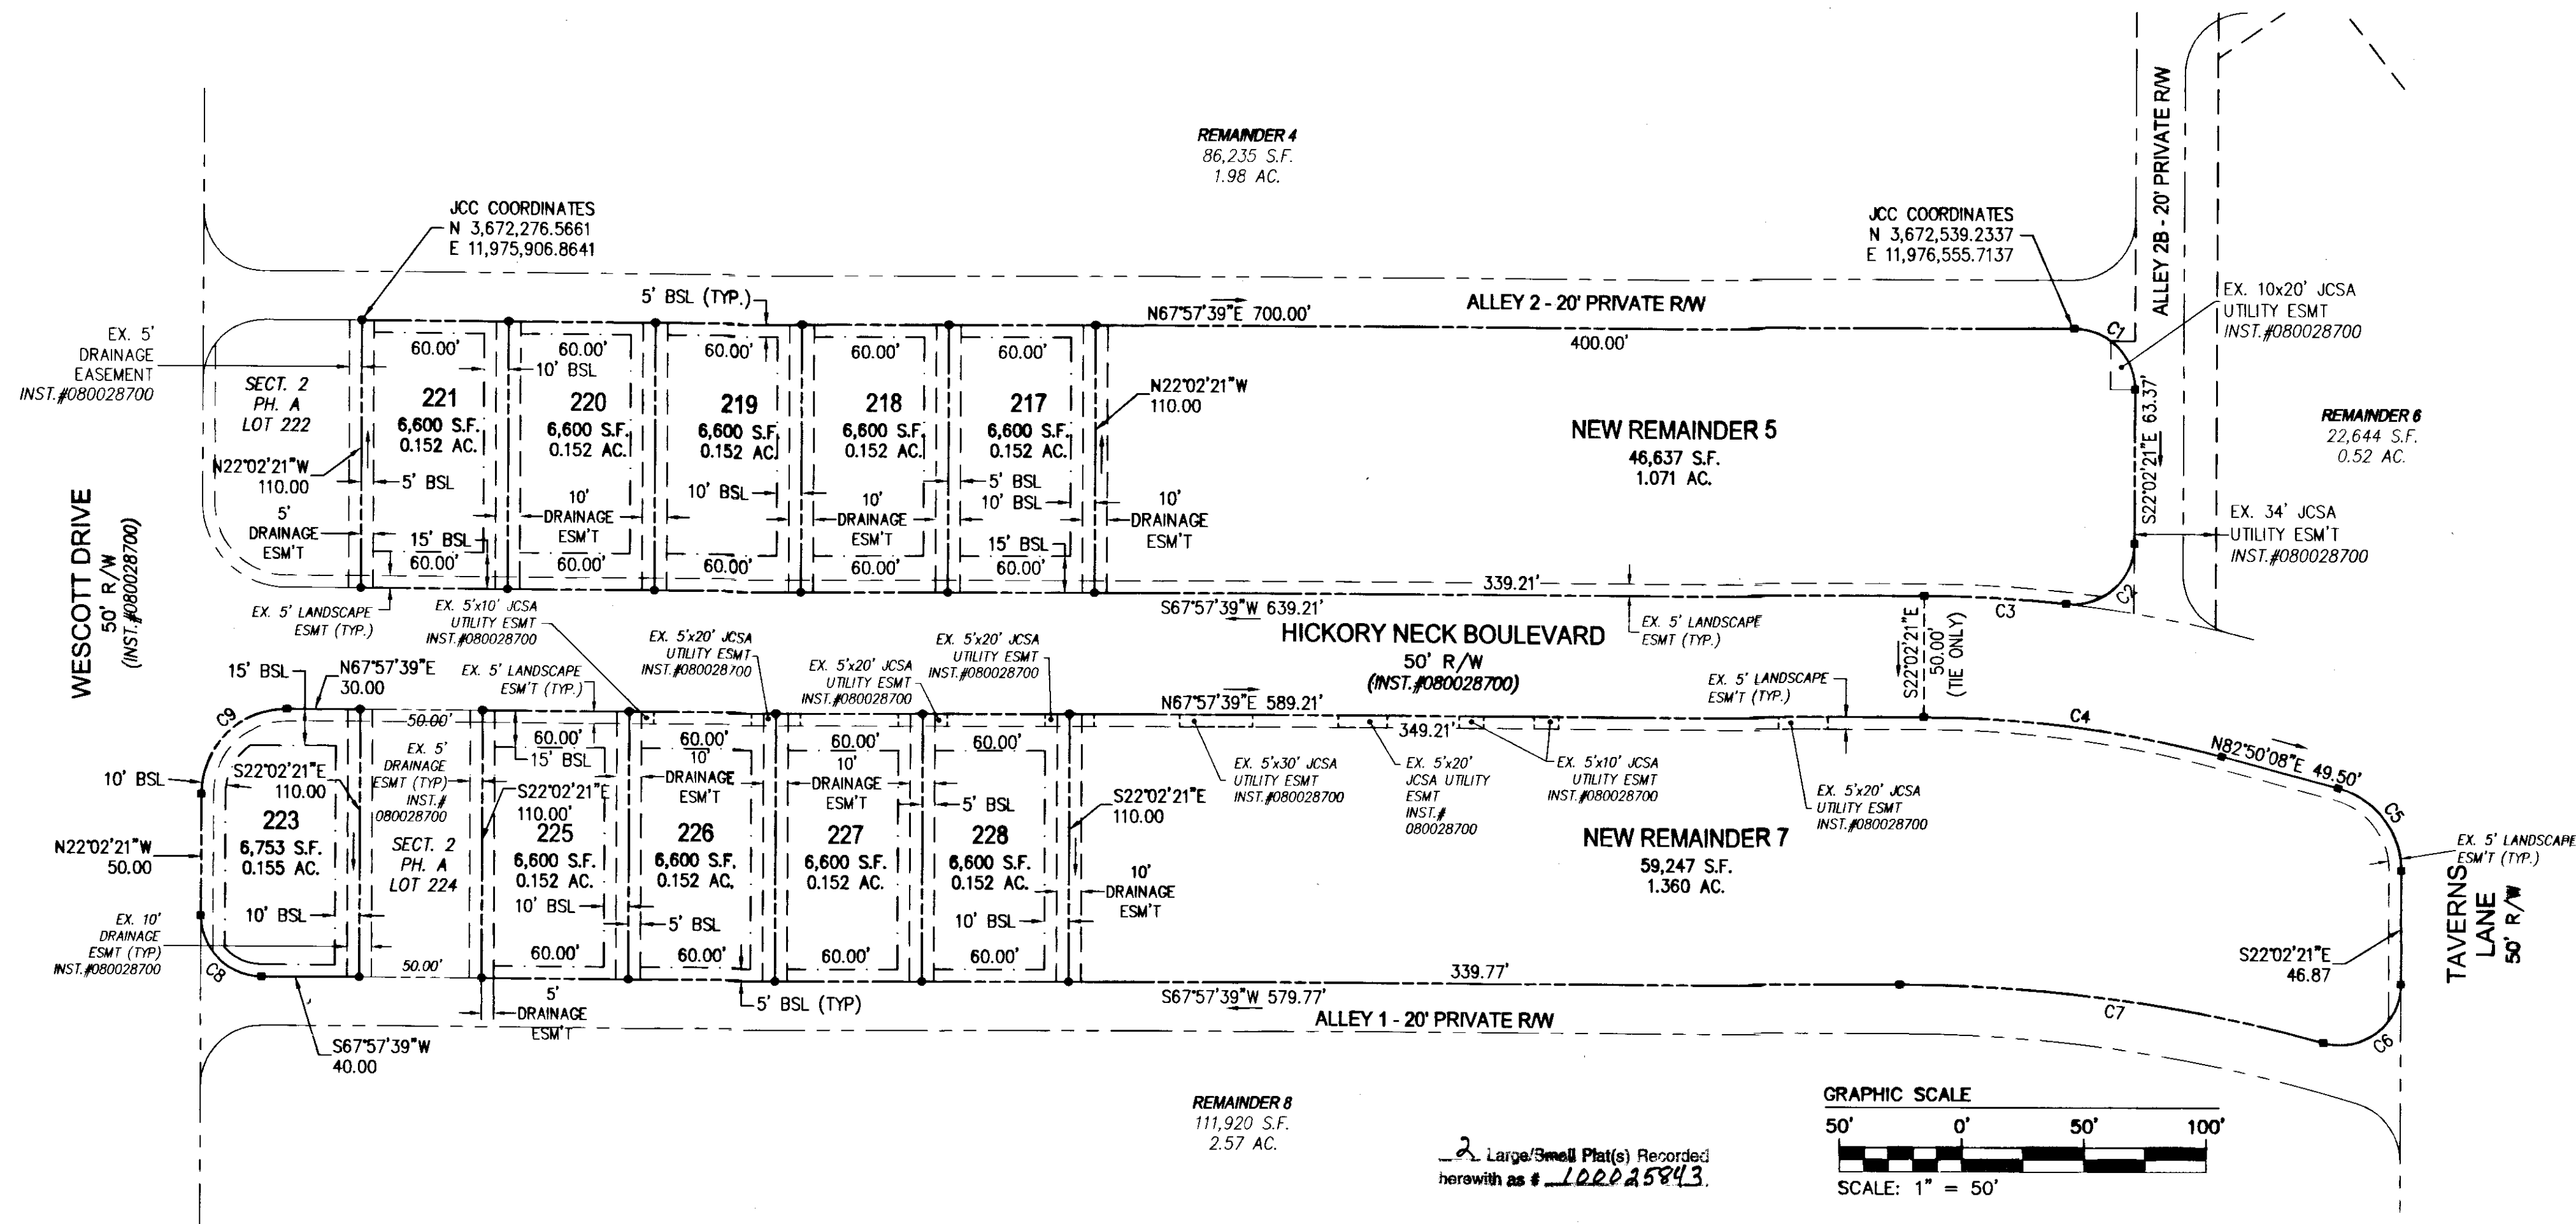 REMAINDER 4
86,235 S.F.
1.98 AC.
JCC COORDINATES
N 3,672,276.5661
E 11,975,906.8641
JCC COORDINATES
N 3,672,539.2337
E 11,976,555.7137
ALLEY 2B - 20' PRIVATE R/W
EX. 10x20' JCSA
UTILITY ESMT
INST.#080028700
5' BSL (TYP.)
N67°57'39"E 700.00'
ALLEY 2 - 20' PRIVATE R/W
400.00'
C1
EX. 5'
DRAINAGE
EASEMENT
INST.#080028700
SECT. 2
PH. A
LOT 222
N22°02'21"W
110.00
5'
DRAINAGE
ESM'T
60.00'
221
6,600 S.F.
0.152 AC.
5' BSL
15' BSL
60.00'
60.00'
10' BSL
220
6,600 S.F.
0.152 AC.
10'
DRAINAGE
ESM'T
60.00'
60.00'
219
6,600 S.F.
0.152 AC.
10' BSL
60.00'
60.00'
218
6,600 S.F.
0.152 AC.
10'
DRAINAGE
ESM'T
60.00'
60.00'
217
6,600 S.F.
0.152 AC.
5' BSL
10' BSL
15' BSL
60.00'
N22°02'21"W
110.00
10'
DRAINAGE
ESM'T
NEW REMAINDER 5
46,637 S.F.
1.071 AC.
S22°02'21"E 63.37'
REMAINDER 6
22,644 S.F.
0.52 AC.
EX. 34' JCSA
UTILITY ESM'T
INST.#080028700
C2
C3
339.21'
S67°57'39"W 639.21'
EX. 5' LANDSCAPE
ESMT (TYP.)
EX. 5' LANDSCAPE
ESMT (TYP.)
WESCOTT DRIVE
50' R/W
(INST.#080028700)
HICKORY NECK BOULEVARD
50' R/W
(INST.#080028700)
S22°02'21"E
50.00'
(TIE ONLY)
EX. 5'x10' JCSA
UTILITY ESMT
INST.#080028700
EX. 5'x20' JCSA
UTILITY ESMT
INST.#080028700
EX. 5'x20' JCSA
UTILITY ESMT
INST.#080028700
EX. 5'x20' JCSA
UTILITY ESMT
INST.#080028700
15' BSL
N67°57'39"E
30.00
EX. 5' LANDSCAPE
ESM'T (TYP.)
N67°57'39"E 589.21'
349.21'
EX. 5' LANDSCAPE
ESM'T (TYP.)
C4
N82°50'08"E 49.50'
C5
C9
10' BSL
N22°02'21"W
50.00
S22°02'21"E
110.00
223
6,753 S.F.
0.155 AC.
10' BSL
EX. 10'
DRAINAGE
ESMT (TYP)
INST.#080028700
C8
S67°57'39"W
40.00
50.00'
EX. 5'
DRAINAGE
ESMT (TYP)
INST.#
080028700
SECT. 2
PH. A
LOT 224
50.00'
60.00'
15' BSL
S22°02'21"E
110.00'
225
6,600 S.F.
0.152 AC.
10' BSL
60.00'
5'
DRAINAGE
ESM'T
60.00'
10'
DRAINAGE
ESM'T
226
6,600 S.F.
0.152 AC.
5' BSL
60.00'
5' BSL (TYP)
60.00'
10'
DRAINAGE
ESM'T
227
6,600 S.F.
0.152 AC.
60.00'
60.00'
5' BSL
228
6,600 S.F.
0.152 AC.
10' BSL
60.00'
S22°02'21"E
110.00
10'
DRAINAGE
ESM'T
EX. 5'x30' JCSA
UTILITY ESMT
INST.#080028700
EX. 5'x20'
JCSA UTILITY
ESMT
INST.#
080028700
EX. 5'x10' JCSA
UTILITY ESMT
INST.#080028700
EX. 5'x20' JCSA
UTILITY ESMT
INST.#080028700
NEW REMAINDER 7
59,247 S.F.
1.360 AC.
EX. 5' LANDSCAPE
ESM'T (TYP.)
TAVERNS
LANE
50' R/W
S22°02'21"E
46.87
339.77'
S67°57'39"W 579.77'
ALLEY 1 - 20' PRIVATE R/W
C7
C6
REMAINDER 8
111,920 S.F.
2.57 AC.
2 Large/Small Plat(s) Recorded
herewith as # 100025843.
GRAPHIC SCALE
50' 0' 50' 100'
SCALE: 1" = 50'